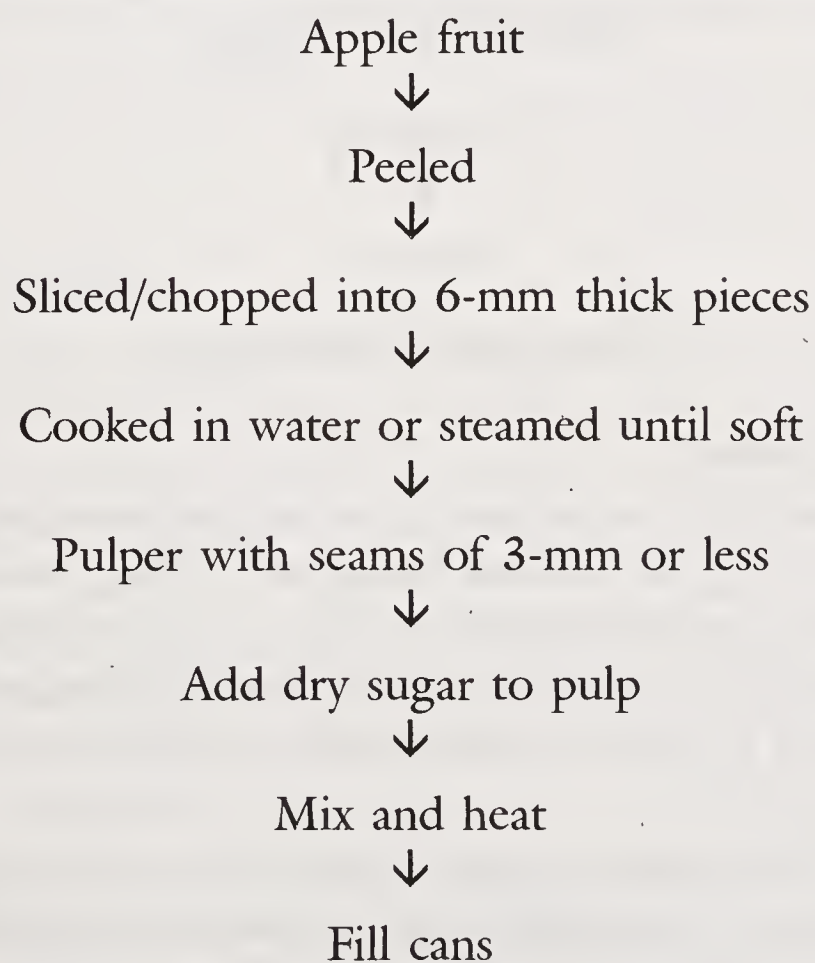 Apple fruit
↓
Peeled
↓
Sliced/chopped into 6-mm thick pieces
↓
Cooked in water or steamed until soft
↓
Pulper with seams of 3-mm or less
↓
Add dry sugar to pulp
↓
Mix and heat
↓
Fill cans